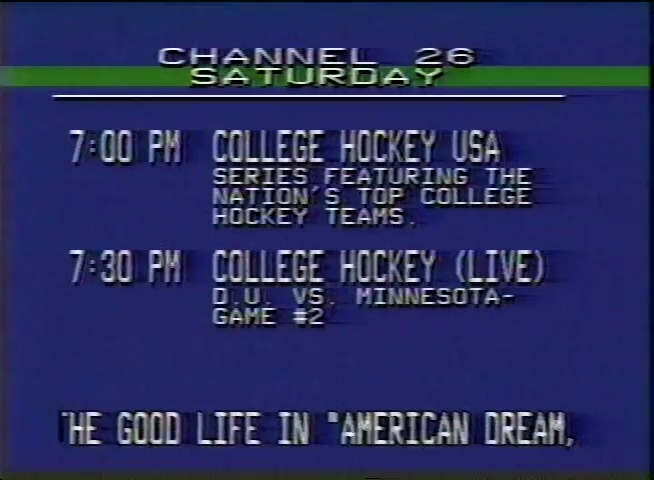 CHANNEL 26
SATURDAY
7:00 PM COLLEGE HOCKEY USA
SERIES FEATURING THE
NATION'S TOP COLLEGE
HOCKEY TEAMS.
7:30 PM COLLEGE HOCKEY (LIVE)
D.U. VS. MINNESOTA-
GAME #2
THE GOOD LIFE IN "AMERICAN DREAM,